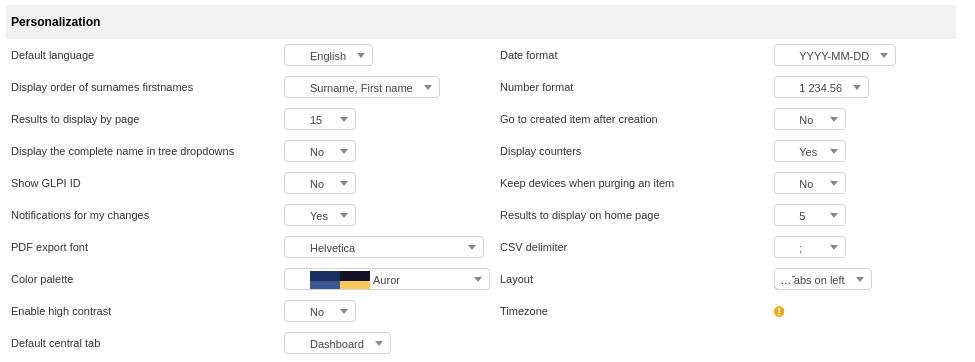 Personalization
Default language English Date format YYYY-MM-DD
Display order of surnames firstnames Surname, First name Number format 1 234.56
Results to display by page 15 Go to created item after creation No
Display the complete name in tree dropdowns No Display counters Yes
Show GLPI ID No Keep devices when purging an item No
Notifications for my changes Yes Results to display on home page 5
PDF export font Helvetica CSV delimiter ;
Color palette Auror Layout ...Tabs on left
Enable high contrast No Timezone
Default central tab Dashboard